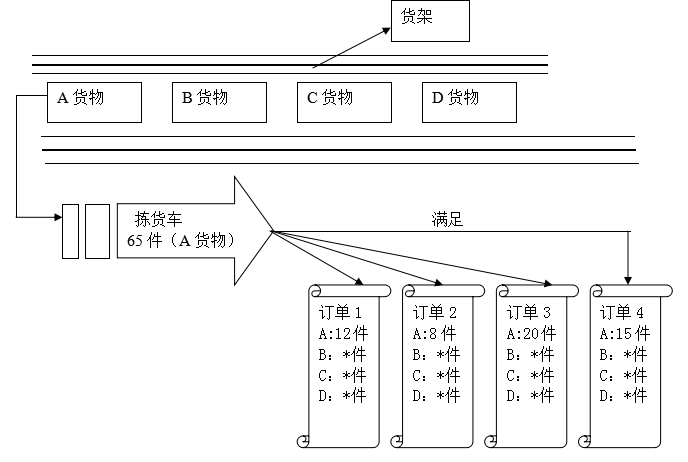 货架
A 货物
B 货物
C 货物
D 货物
拣货车
65 件（A 货物）
满足
订单 1
A:12件
B：*件
C：*件
D：*件
订单 2
A:8件
B：*件
C：*件
D：*件
订单 3
A:20件
B：*件
C：*件
D：*件
订单 4
A:15件
B：*件
C：*件
D：*件